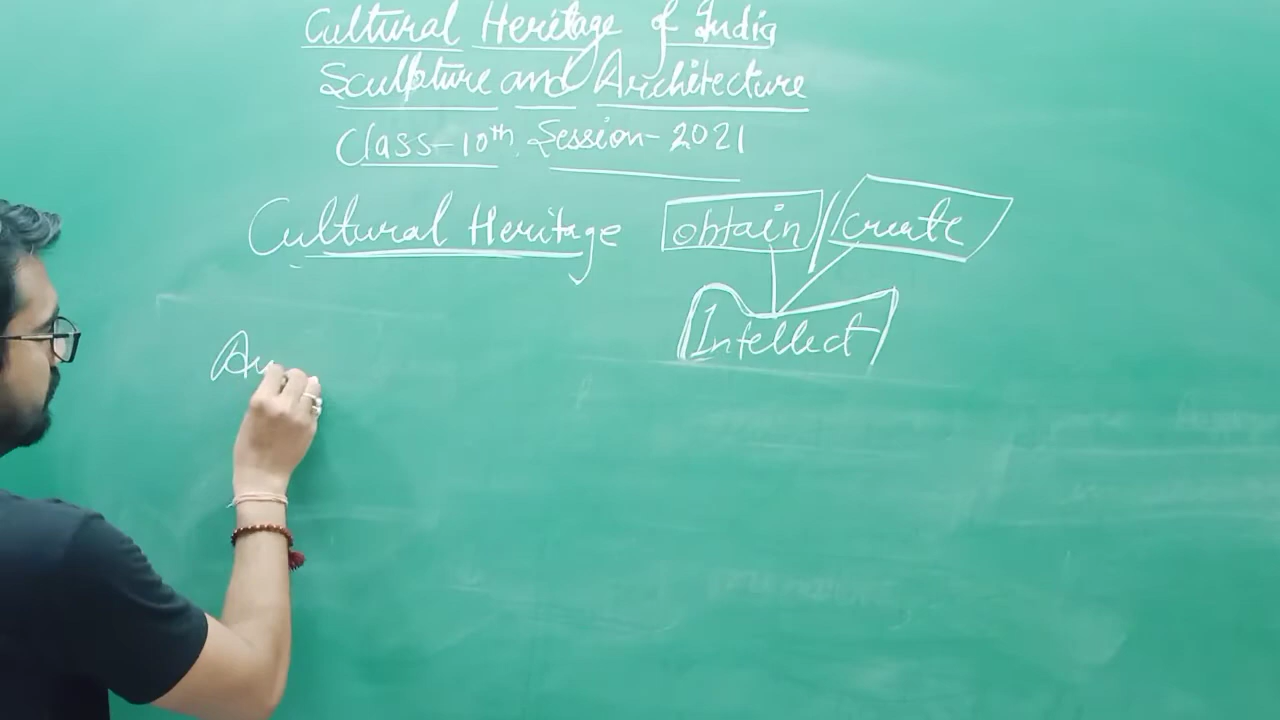 Cultural Heritage of India
Sculpture and Architecture
Class-10th Session-2021
Cultural Heritage obtain / create
Intellect